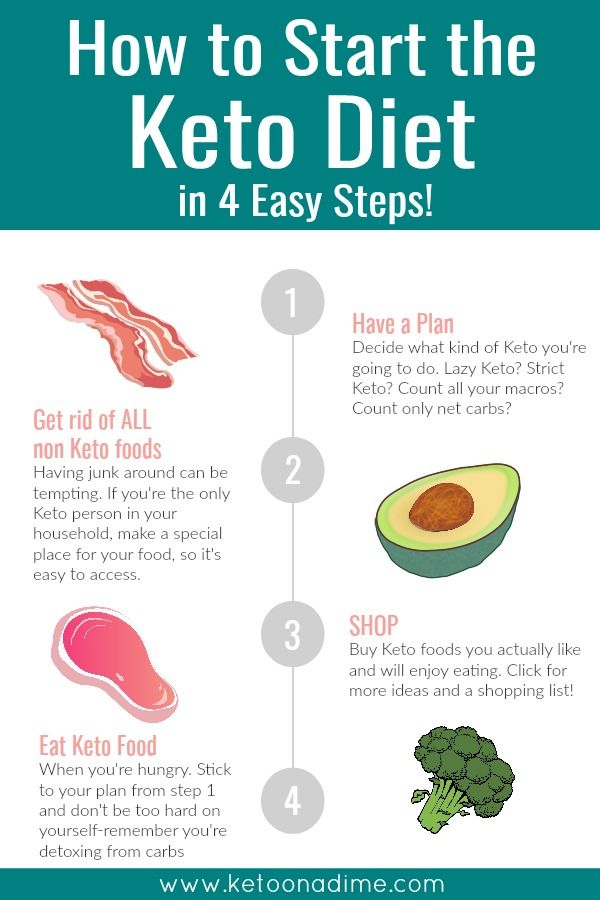 How to Start the
Keto Diet
in 4 Easy Steps!
1
Have a Plan
Decide what kind of Keto you're
going to do. Lazy Keto? Strict
Keto? Count all your macros?
Count only net carbs?
2
Get rid of ALL
non Keto foods
Having junk around can be
tempting. If you're the only
Keto person in your
household, make a special
place for your food, so it's
easy to access.
3
SHOP
Buy Keto foods you actually like
and will enjoy eating. Click for
more ideas and a shopping list!
4
Eat Keto Food
When you're hungry. Stick
to your plan from step 1
and don't be too hard on
yourself-remember you're
detoxing from carbs
www.ketoonadime.com